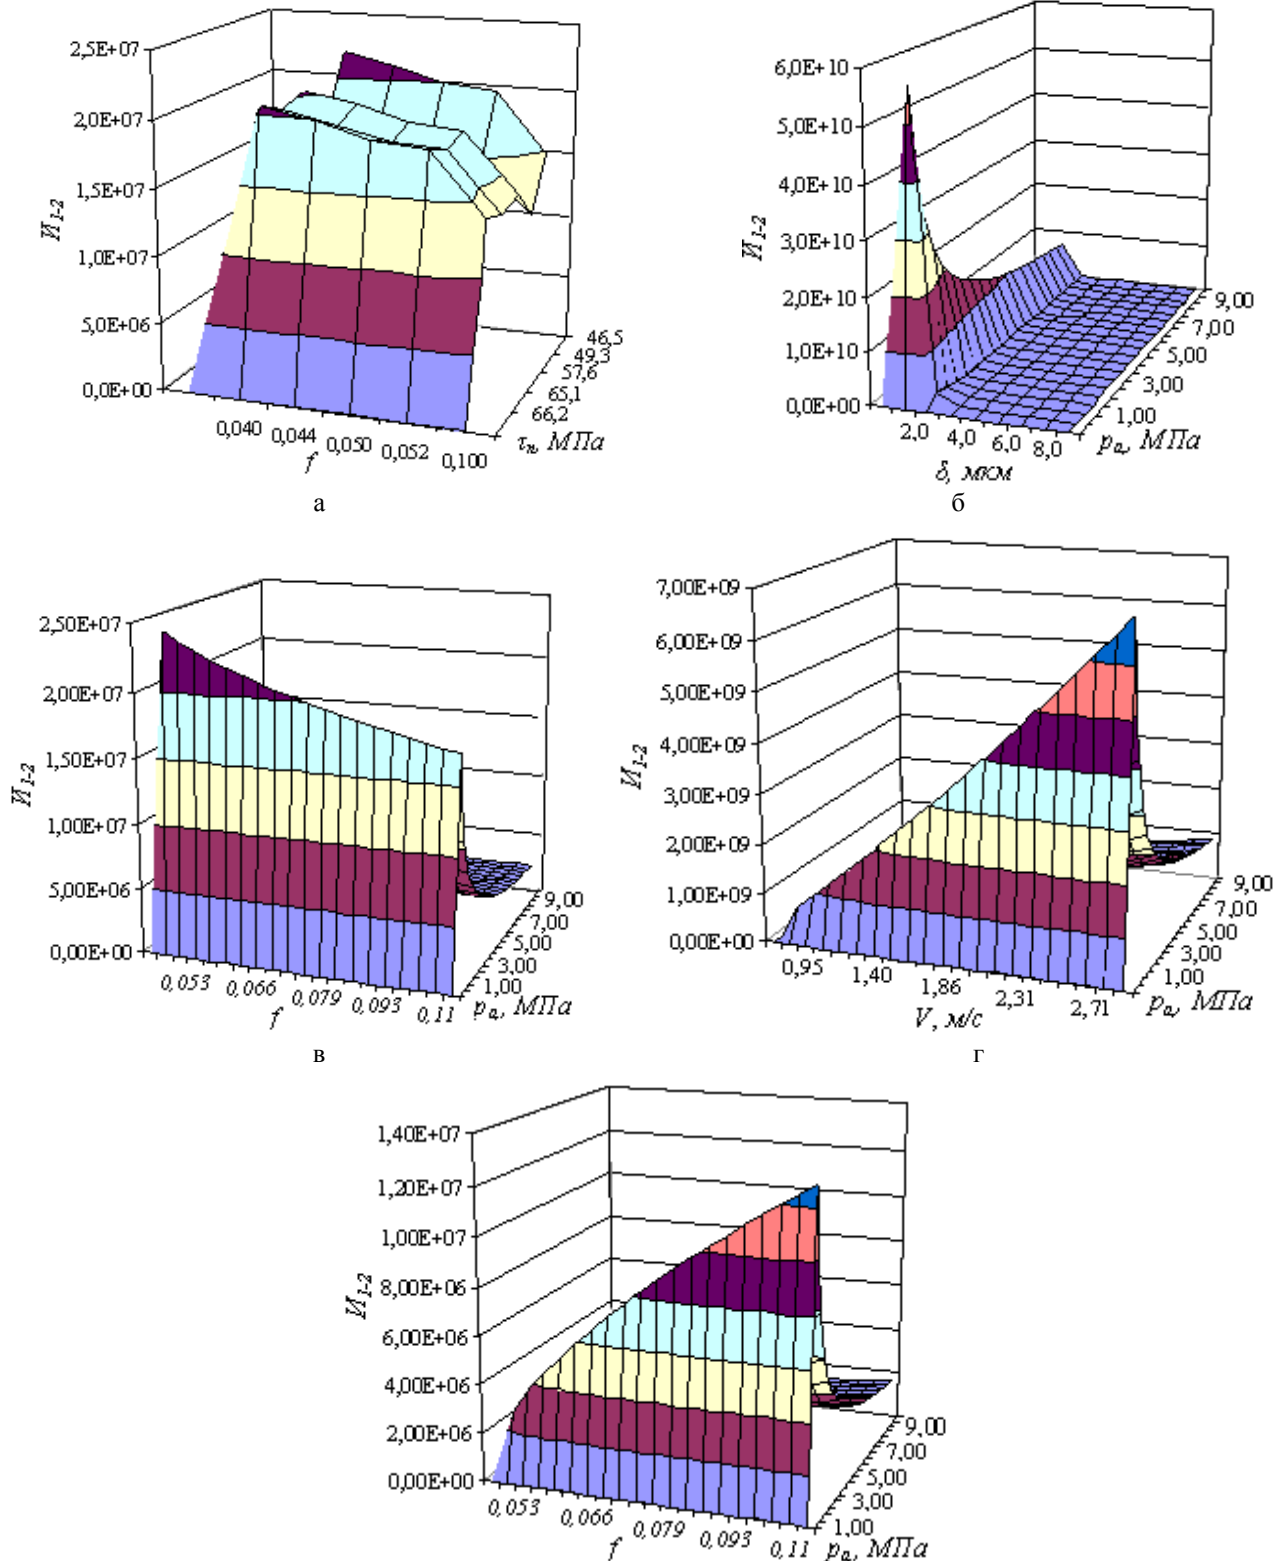 2,5E+07
2,0E+07
1,5E+07
1,0E+07
5,0E+06
0,0E+00
И1-2
0,040 0,044 0,050 0,052 0,100
f
46,5
49,3
57,6
65,1
66,2
τп, МПа
а
6,0E+10
5,0E+10
4,0E+10
3,0E+10
2,0E+10
1,0E+10
0,0E+00
И1-2
2,0 4,0 6,0 8,0
δ, мкм
9,00
7,00
5,00
3,00
1,00
pa, МПа
б
2,50E+07
2,00E+07
1,50E+07
1,00E+07
5,00E+06
0,00E+00
И1-2
0,053 0,066 0,079 0,093 0,11
f
9,00
7,00
5,00
3,00
1,00
pa, МПа
в
7,00E+09
6,00E+09
5,00E+09
4,00E+09
3,00E+09
2,00E+09
1,00E+09
0,00E+00
И1-2
0,95 1,40 1,86 2,31 2,71
V, м/с
9,00
7,00
5,00
3,00
1,00
pa, МПа
г
1,40E+07
1,20E+07
1,00E+07
8,00E+06
6,00E+06
4,00E+06
2,00E+06
0,00E+00
И1-2
0,053 0,066 0,079 0,093 0,11
f
9,00
7,00
5,00
3,00
1,00
pa, МПа